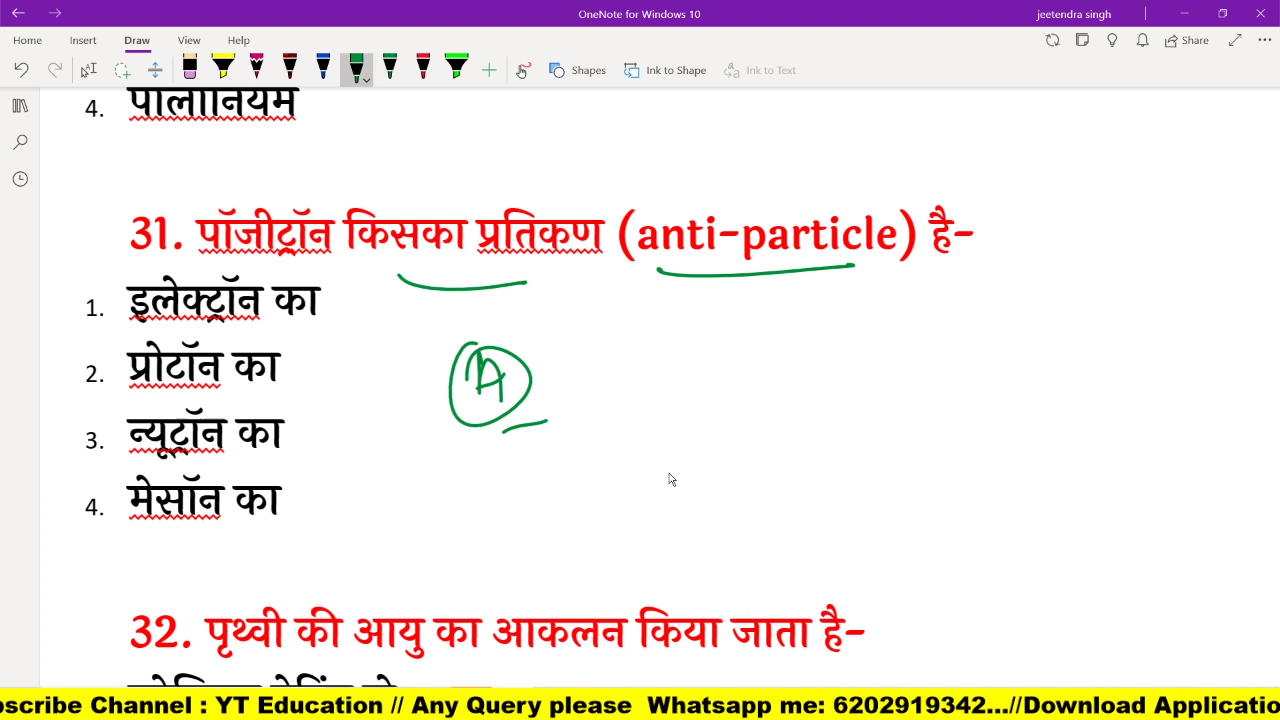 OneNote for Windows 10
jeetendra singh
Home Insert Draw View Help
Share
Shapes Ink to Shape Ink to Text
4. पोलोनियम
31. पॉजीट्रॉन किसका प्रतिकण (anti-particle) है-
1. इलेक्ट्रॉन का
2. प्रोटॉन का
A
3. न्यूट्रॉन का
4. मेसॉन का
32. पृथ्वी की आयु का आकलन किया जाता है-
bscribe Channel : YT Education // Any Query please Whatsapp me: 6202919342...//Download Applicatio